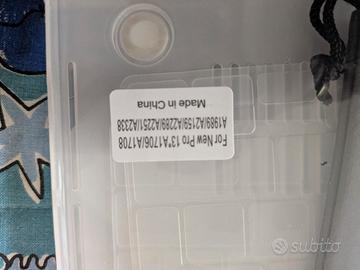 For New Pro 13"A1706/A1708
A1989/A2159/A2289/A2251/A2338
Made in China
subito